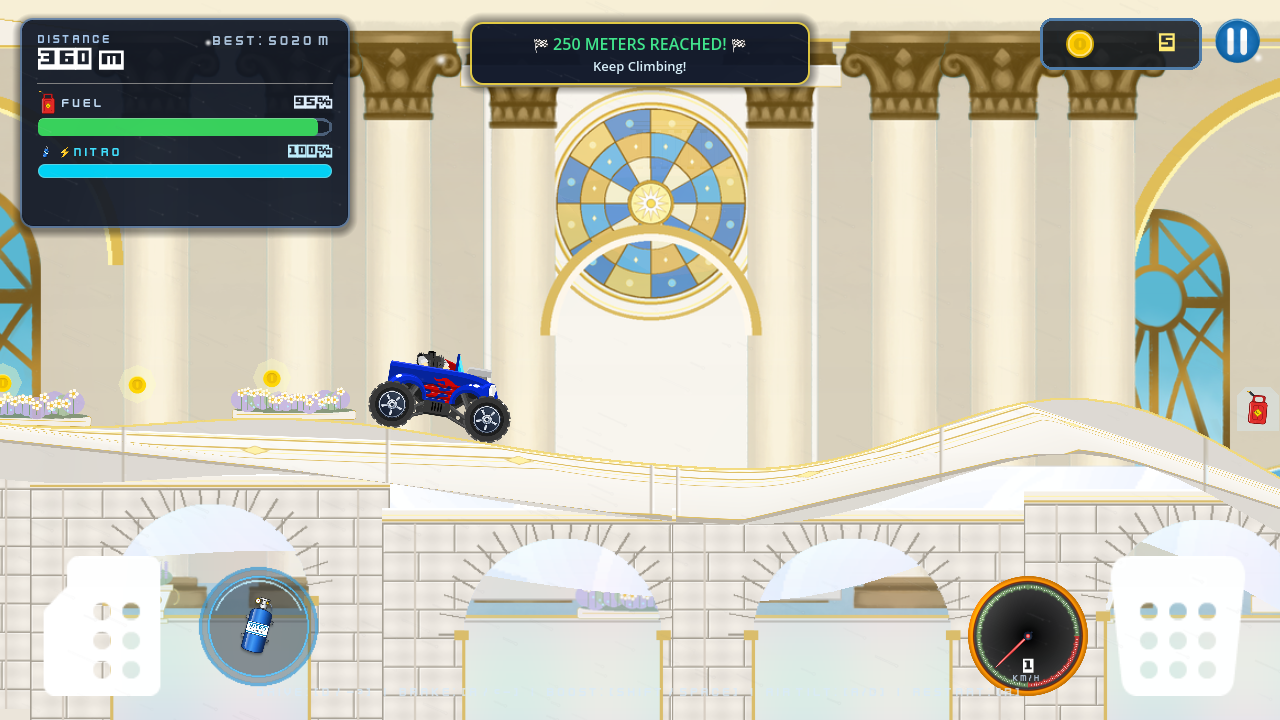 DISTANCE
BEST: 5020 M
360 m
🏁 250 METERS REACHED! 🏁
Keep Climbing!
5
FUEL
95%
⚡NITRO
100%
1
KM/H